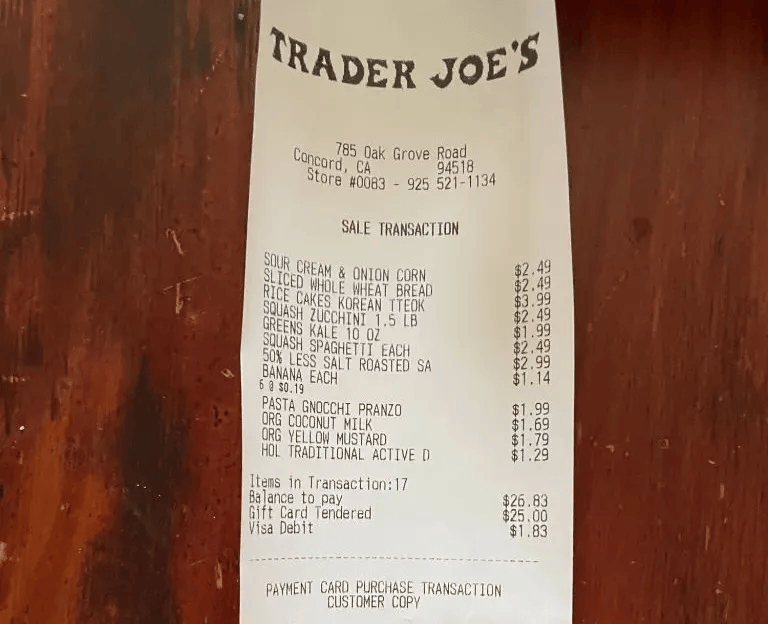 TRADER JOE'S
785 Oak Grove Road
Concord, CA 94518
Store #0083 - 925 521-1134
SALE TRANSACTION
SOUR CREAM & ONION CORN $2.49
SLICED WHOLE WHEAT BREAD $2.49
RICE CAKES KOREAN TTEOK $3.99
SQUASH ZUCCHINI 1.5 LB $2.49
GREENS KALE 10 OZ $1.99
SQUASH SPAGHETTI EACH $2.49
50% LESS SALT ROASTED SA $2.99
BANANA EACH $1.14
6 @ $0.19
PASTA GNOCCHI PRANZO $1.99
ORG COCONUT MILK $1.69
ORG YELLOW MUSTARD $1.79
HOL TRADITIONAL ACTIVE D $1.29
Items in Transaction:17
Balance to pay $26.83
Gift Card Tendered $25.00
Visa Debit $1.83
PAYMENT CARD PURCHASE TRANSACTION
CUSTOMER COPY